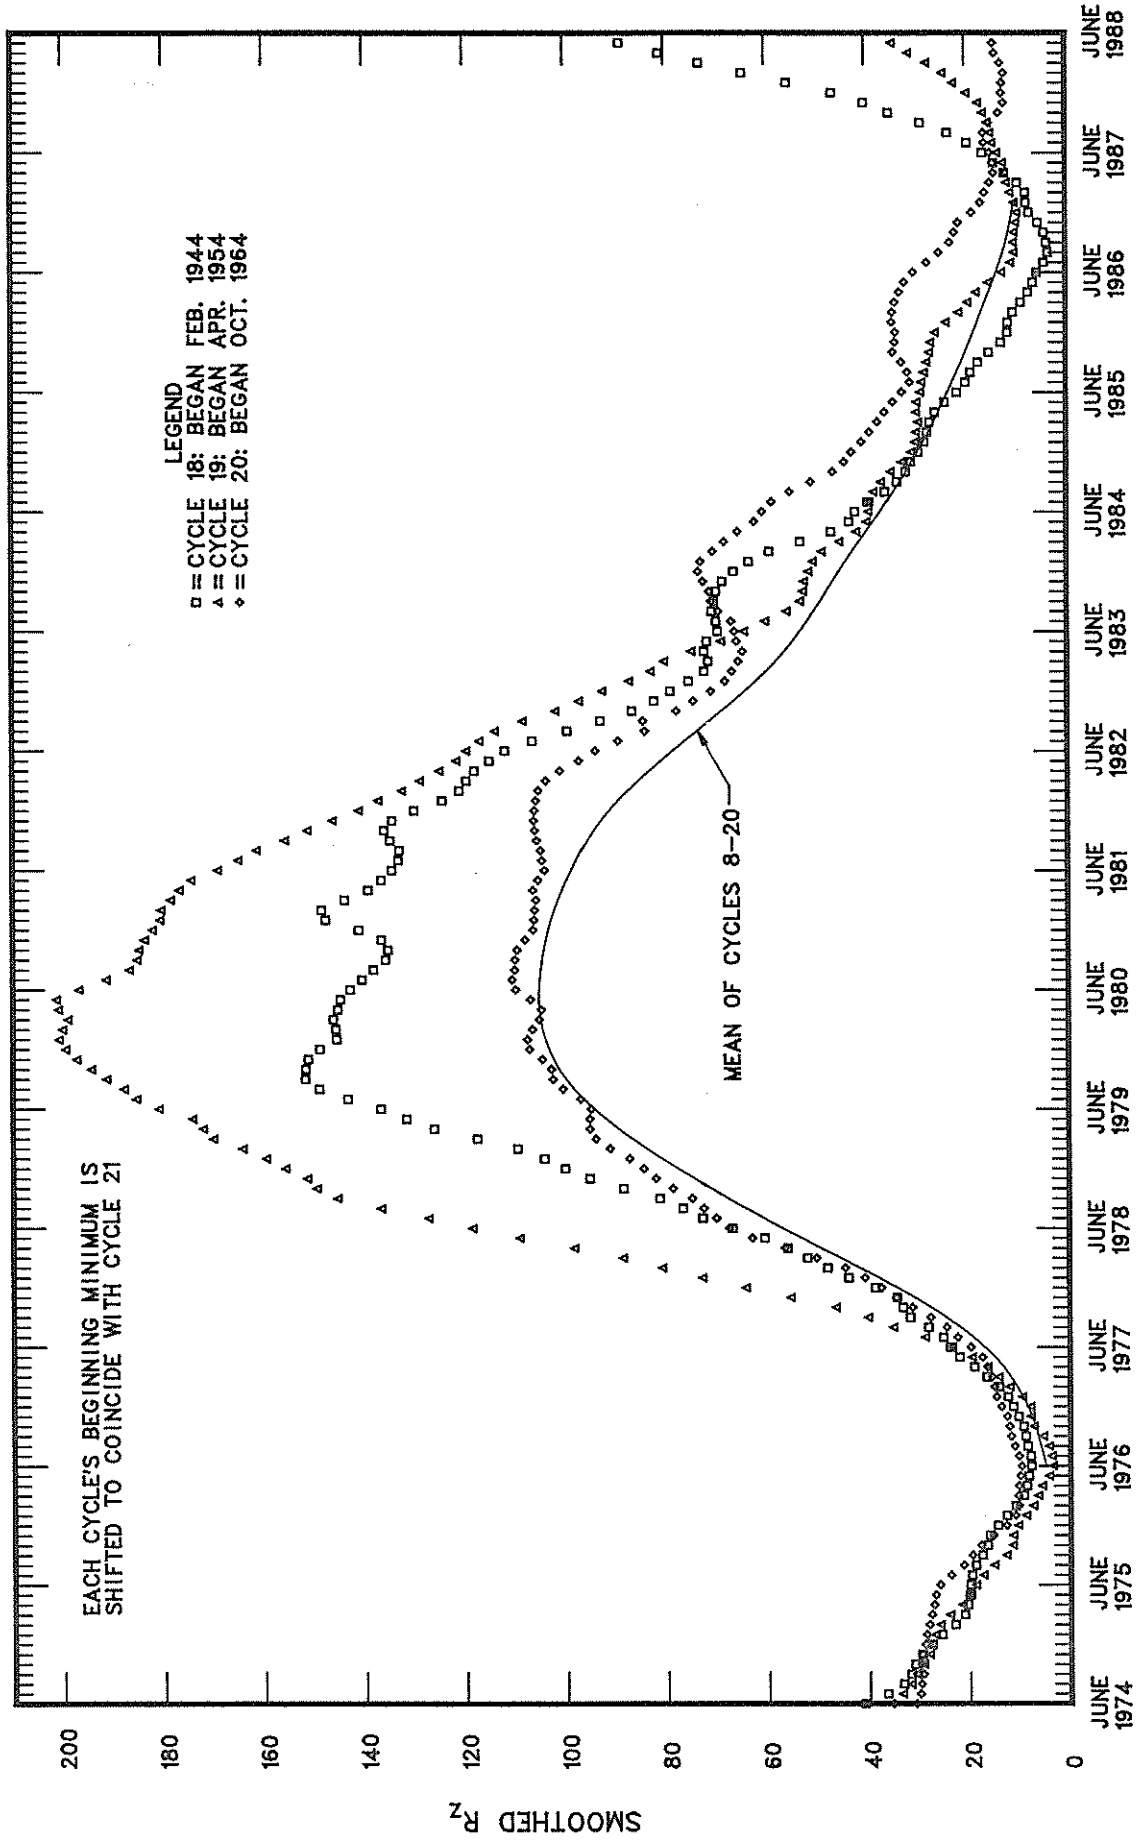 EACH CYCLE'S BEGINNING MINIMUM IS
SHIFTED TO COINCIDE WITH CYCLE 21
LEGEND
□ = CYCLE 18: BEGAN FEB. 1944
△ = CYCLE 19: BEGAN APR. 1954
◇ = CYCLE 20: BEGAN OCT. 1964
MEAN OF CYCLES 8-20
SMOOTHED Rz
200
180
160
140
120
100
80
60
40
20
0
JUNE 1974
JUNE 1975
JUNE 1976
JUNE 1977
JUNE 1978
JUNE 1979
JUNE 1980
JUNE 1981
JUNE 1982
JUNE 1983
JUNE 1984
JUNE 1985
JUNE 1986
JUNE 1987
JUNE 1988